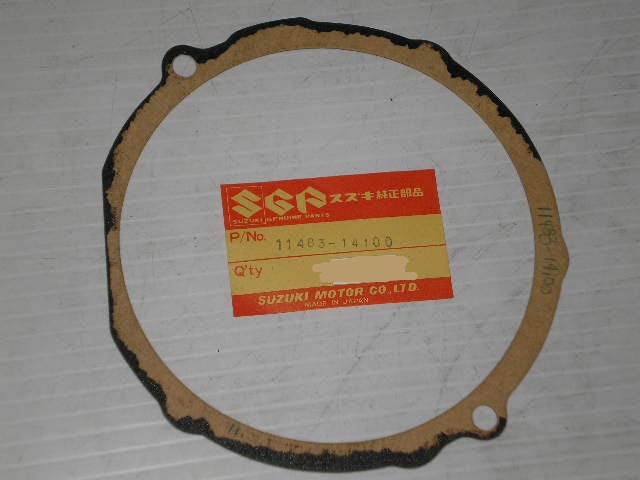 SGP スズキ純正部品
SUZUKI GENUINE PARTS
P/No. 11483-14100
Q'ty
SUZUKI MOTOR CO., LTD.
MADE IN JAPAN
11483-14100